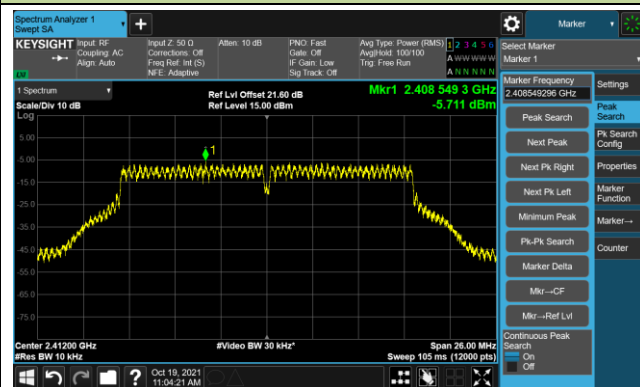 Spectrum Analyzer 1
Swept SA
Marker
KEYSIGHT
Input: RF
Coupling: AC
Align: Auto
Input Z: 50 Ω
Corrections: Off
Freq Ref: Int (S)
NFE: Adaptive
Atten: 10 dB
PNO: Fast
Gate: Off
IF Gain: Low
Sig Track: Off
Avg Type: Power (RMS)
Avg|Hold: 100/100
Trig: Free Run
1 2 3 4 5 6
A W W W W W
A N N N N N
LXI
Select Marker
Marker 1
1 Spectrum
Scale/Div 10 dB
Log
Ref Lvl Offset 21.60 dB
Ref Level 15.00 dBm
Mkr1 2.408 549 3 GHz
-5.711 dBm
1
5.00
-5.00
-15.0
-25.0
-35.0
-45.0
-55.0
-65.0
-75.0
Center 2.41200 GHz
#Res BW 10 kHz
#Video BW 30 kHz*
Span 26.00 MHz
Sweep 105 ms (12000 pts)
Marker Frequency
2.408549296 GHz
Peak Search
Next Peak
Next Pk Right
Next Pk Left
Minimum Peak
Pk-Pk Search
Marker Delta
Mkr→CF
Mkr→Ref Lvl
Continuous Peak
Search
On
Off
Settings
Peak
Search
Pk Search
Config
Properties
Marker
Function
Marker→
Counter
Oct 19, 2021
11:04:21 AM